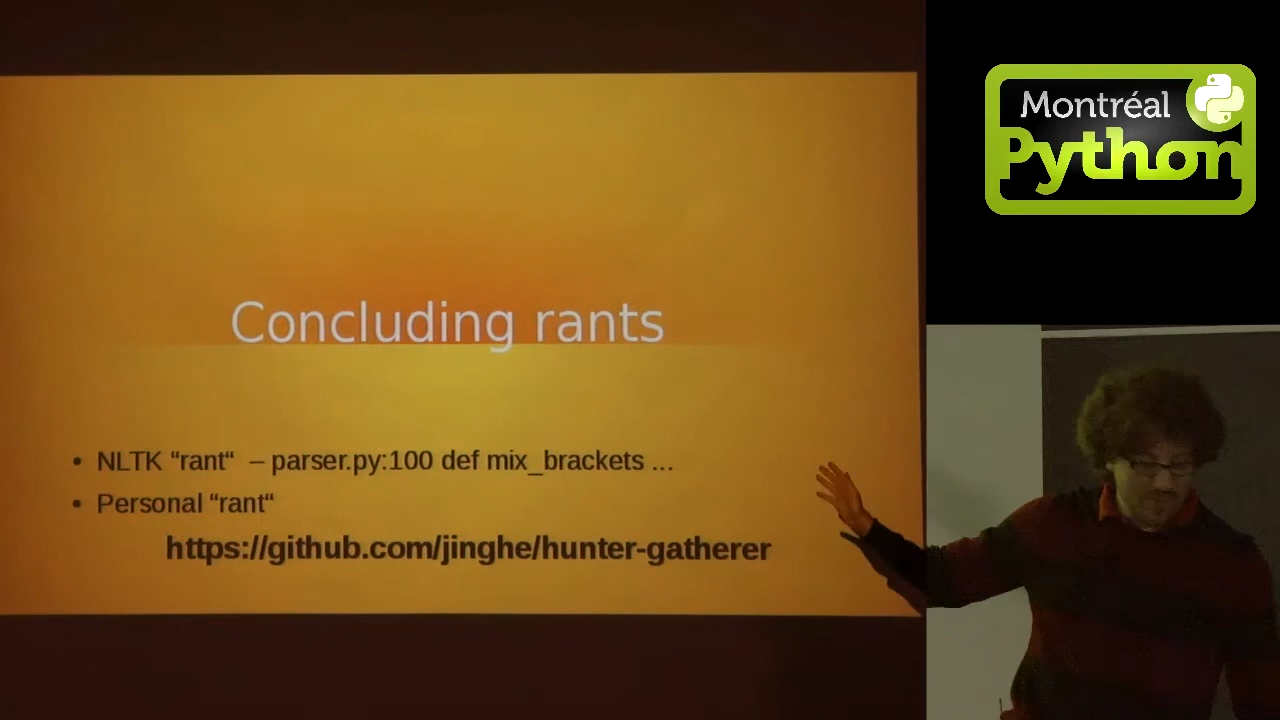 Concluding rants
• NLTK “rant“ – parser.py:100 def mix_brackets ...
• Personal “rant“
https://github.com/jinghe/hunter-gatherer
Montréal
Python